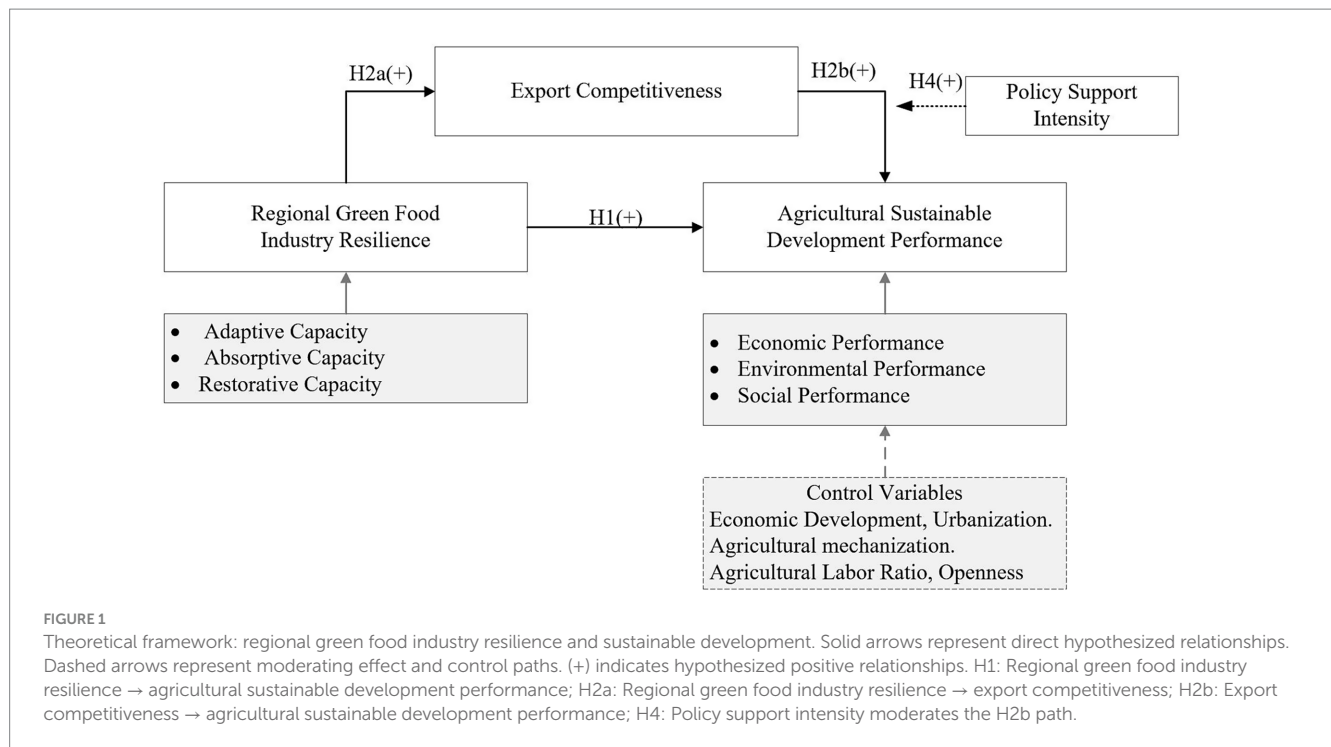 H2a(+)
Export Competitiveness
H2b(+)
H4(+)
Policy Support
Intensity
Regional Green Food
Industry Resilience
H1(+)
Agricultural Sustainable
Development Performance
• Adaptive Capacity
• Absorptive Capacity
• Restorative Capacity
• Economic Performance
• Environmental Performance
• Social Performance
Control Variables
Economic Development, Urbanization.
Agricultural mechanization.
Agricultural Labor Ratio, Openness
FIGURE 1
Theoretical framework: regional green food industry resilience and sustainable development. Solid arrows represent direct hypothesized relationships.
Dashed arrows represent moderating effect and control paths. (+) indicates hypothesized positive relationships. H1: Regional green food industry
resilience → agricultural sustainable development performance; H2a: Regional green food industry resilience → export competitiveness; H2b: Export
competitiveness → agricultural sustainable development performance; H4: Policy support intensity moderates the H2b path.